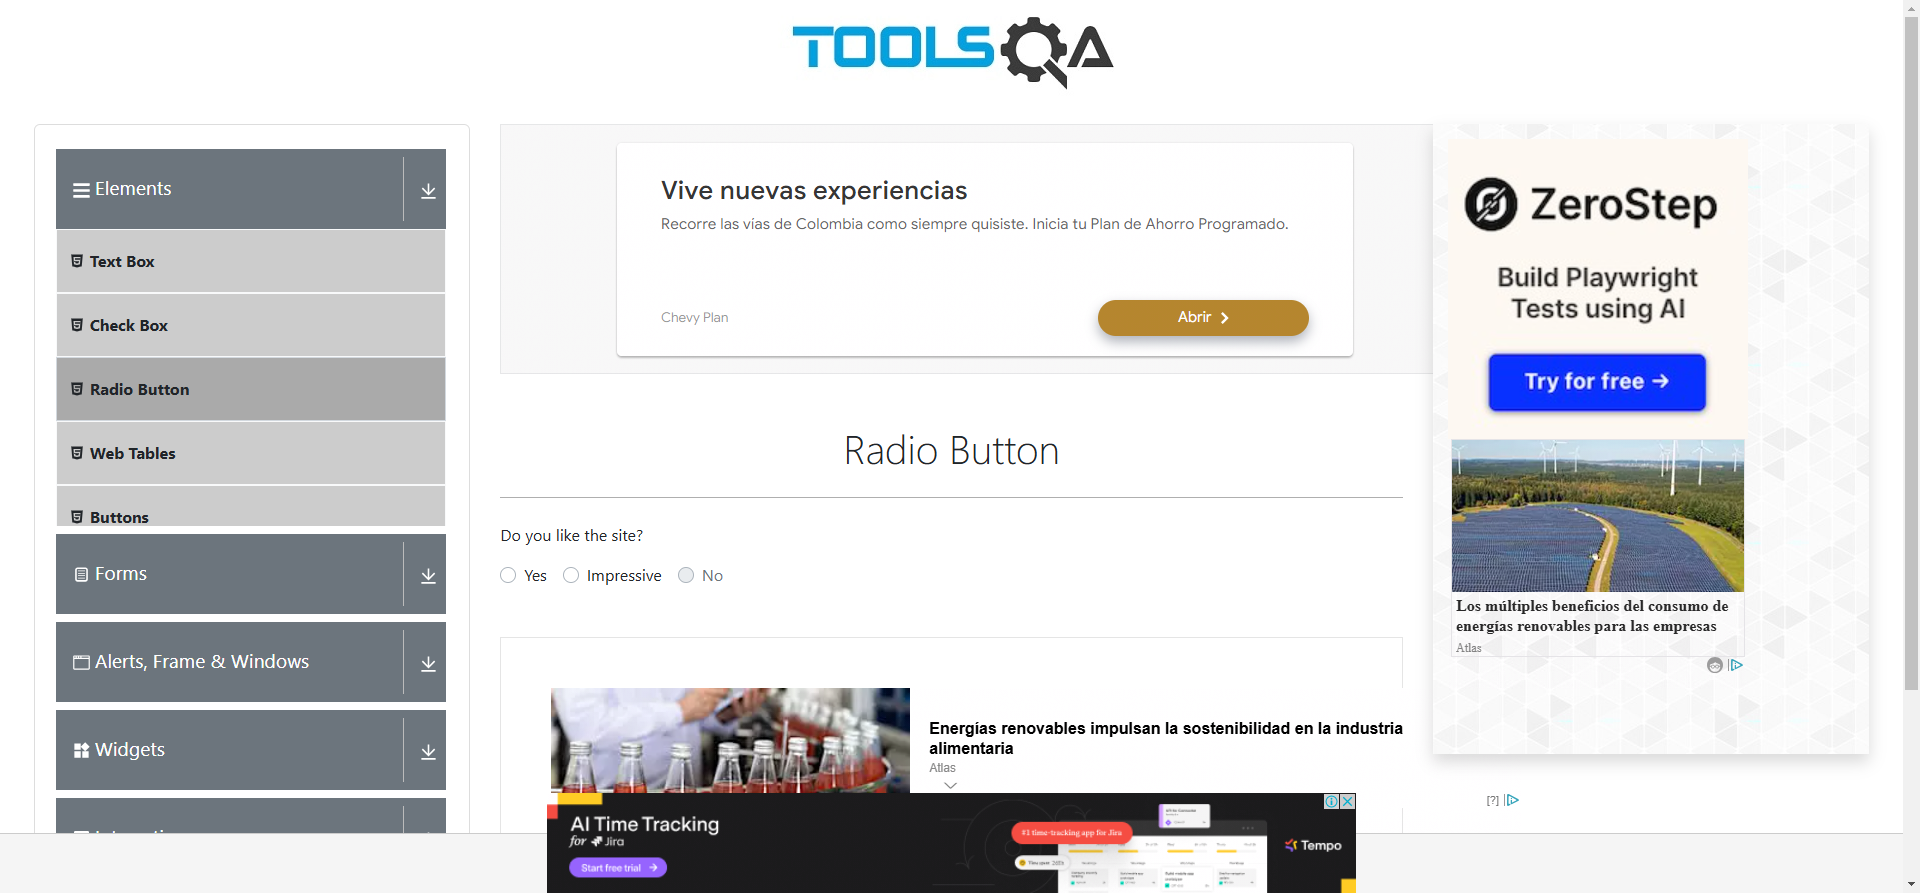 TOOLSQA
Elements
Text Box
Check Box
Radio Button
Web Tables
Buttons
Forms
Alerts, Frame & Windows
Widgets
Vive nuevas experiencias
Recorre las vías de Colombia como siempre quisiste. Inicia tu Plan de Ahorro Programado.
Chevy Plan
Abrir
Radio Button
Do you like the site?
Yes
Impressive
No
Energías renovables impulsan la sostenibilidad en la industria
alimentaria
Atlas
AI Time Tracking
for Jira
Start free trial
#1 time-tracking app for Jira
Tempo
ZeroStep
Build Playwright
Tests using AI
Try for free
Los múltiples beneficios del consumo de
energías renovables para las empresas
Atlas
[?]